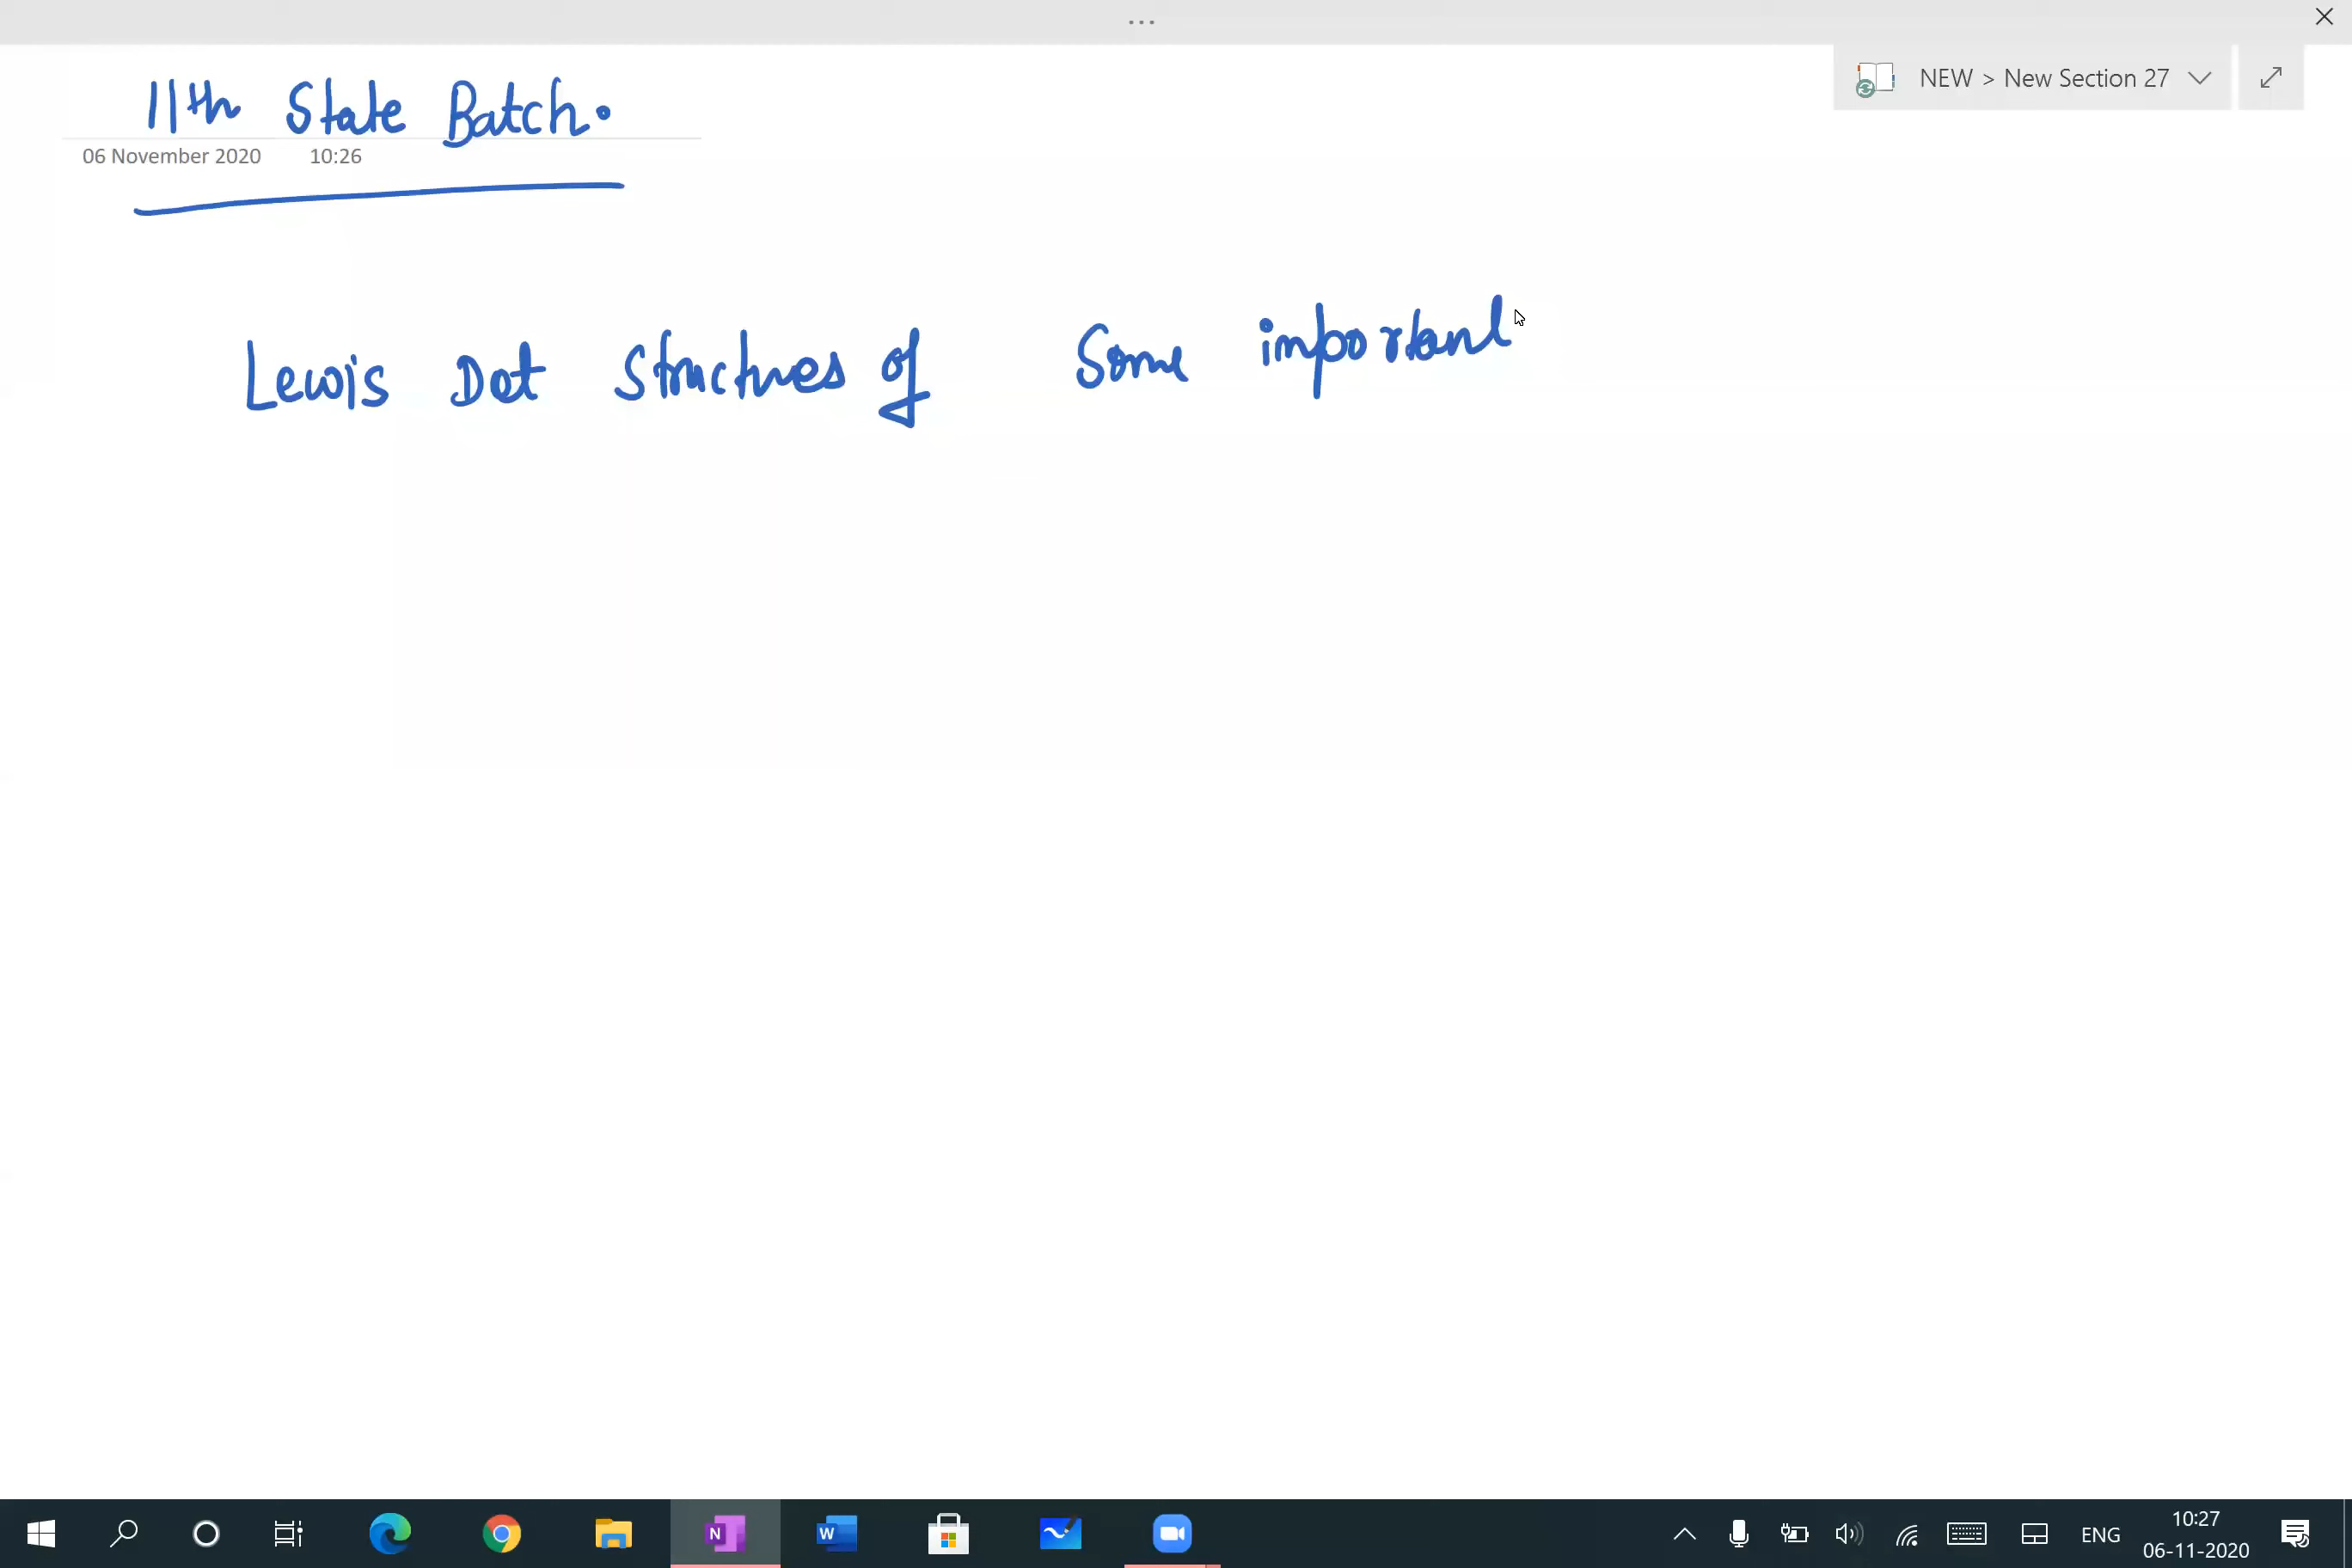 ...
NEW > New Section 27
11th State Batch.
06 November 2020 10:26
Lewis Dot Structures of Some important
N
W
ENG
10:27
06-11-2020